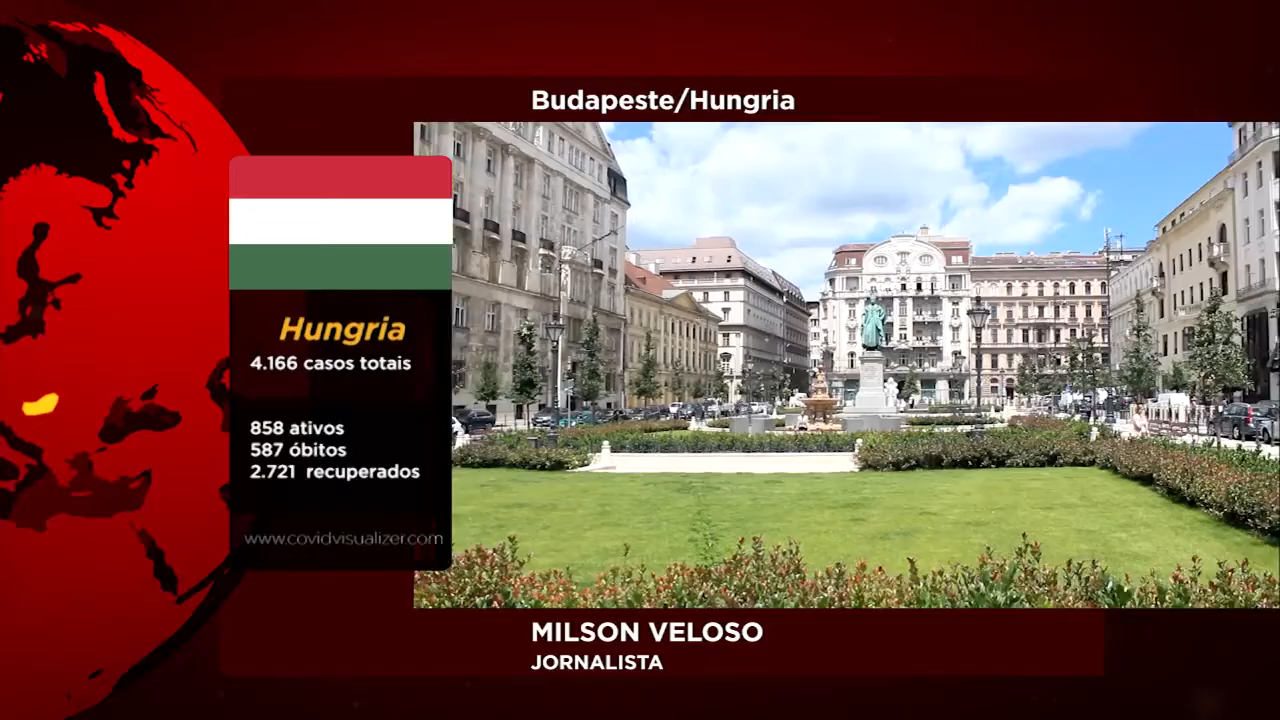 Budapeste/Hungria
Hungria
4.166 casos totais
858 ativos
587 óbitos
2.721 recuperados
www.covidvisualizer.com
MILSON VELOSO
JORNALISTA